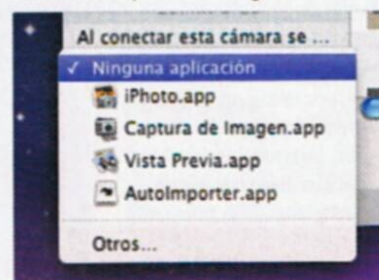 Al conectar esta cámara se ...
✓ Ninguna aplicación
iPhoto.app
Captura de Imagen.app
Vista Previa.app
AutoImporter.app
Otros...